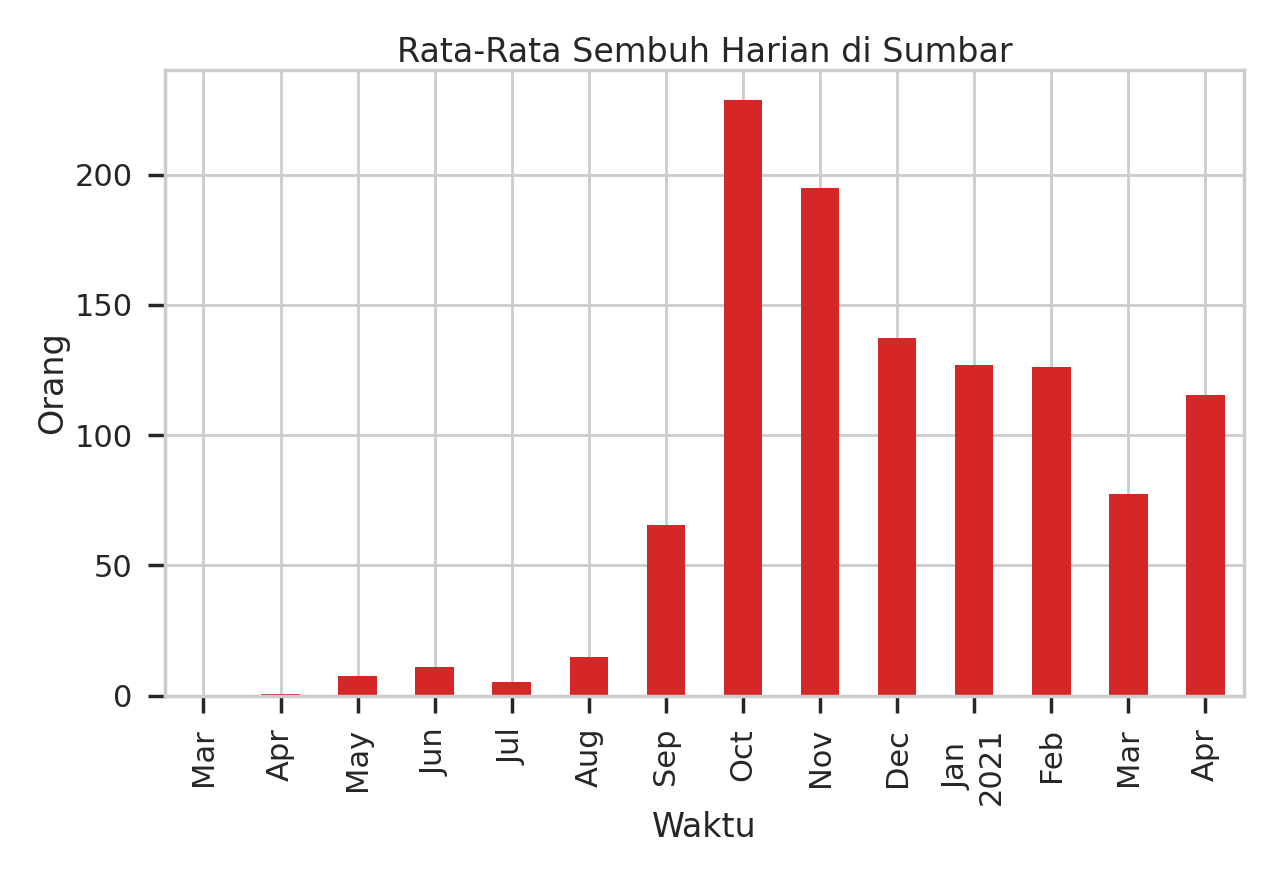 Rata-Rata Sembuh Harian di Sumbar
Orang
200
150
100
50
0
Mar
Apr
May
Jun
Jul
Aug
Sep
Oct
Nov
Dec
Jan
2021
Feb
Mar
Apr
Waktu